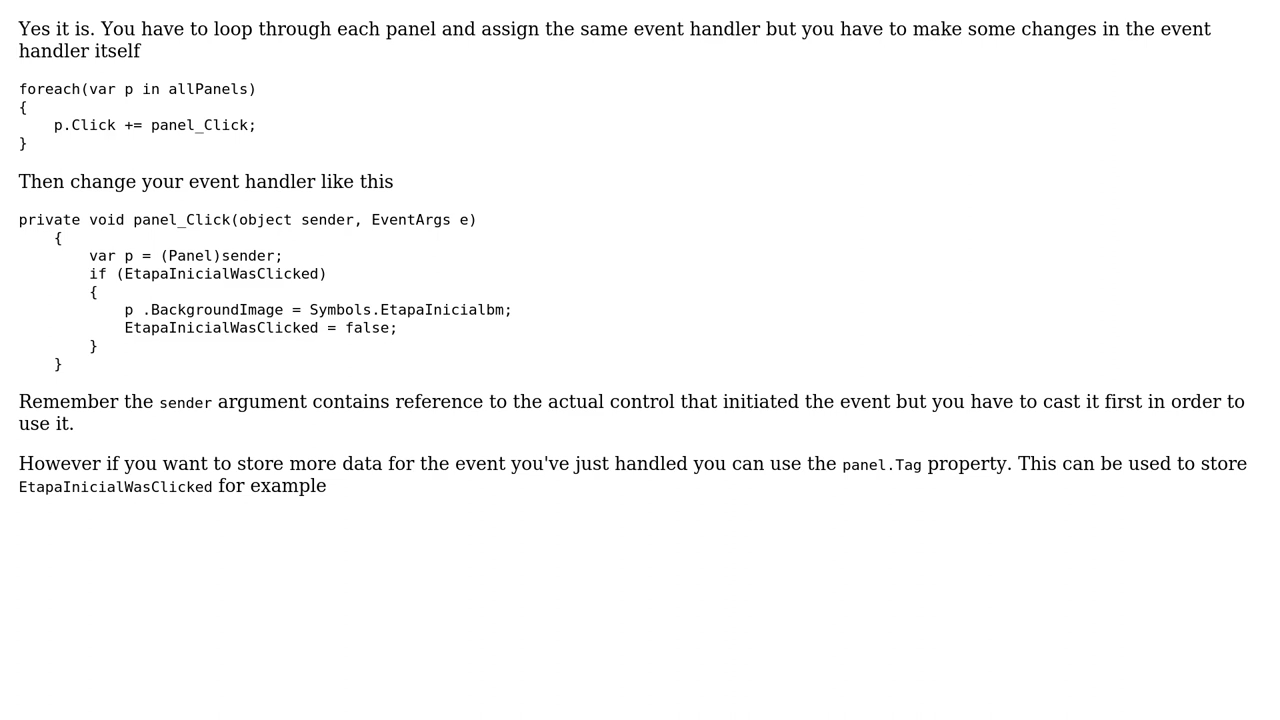 Yes it is. You have to loop through each panel and assign the same event handler but you have to make some changes in the event
handler itself
foreach(var p in allPanels)
{
    p.Click += panel_Click;
}
Then change your event handler like this
private void panel_Click(object sender, EventArgs e)
    {
        var p = (Panel)sender;
        if (EtapaInicialWasClicked)
        {
            p .BackgroundImage = Symbols.EtapaInicialbm;
            EtapaInicialWasClicked = false;
        }
    }
Remember the sender argument contains reference to the actual control that initiated the event but you have to cast it first in order to
use it.
However if you want to store more data for the event you've just handled you can use the panel.Tag property. This can be used to store
EtapaInicialWasClicked for example